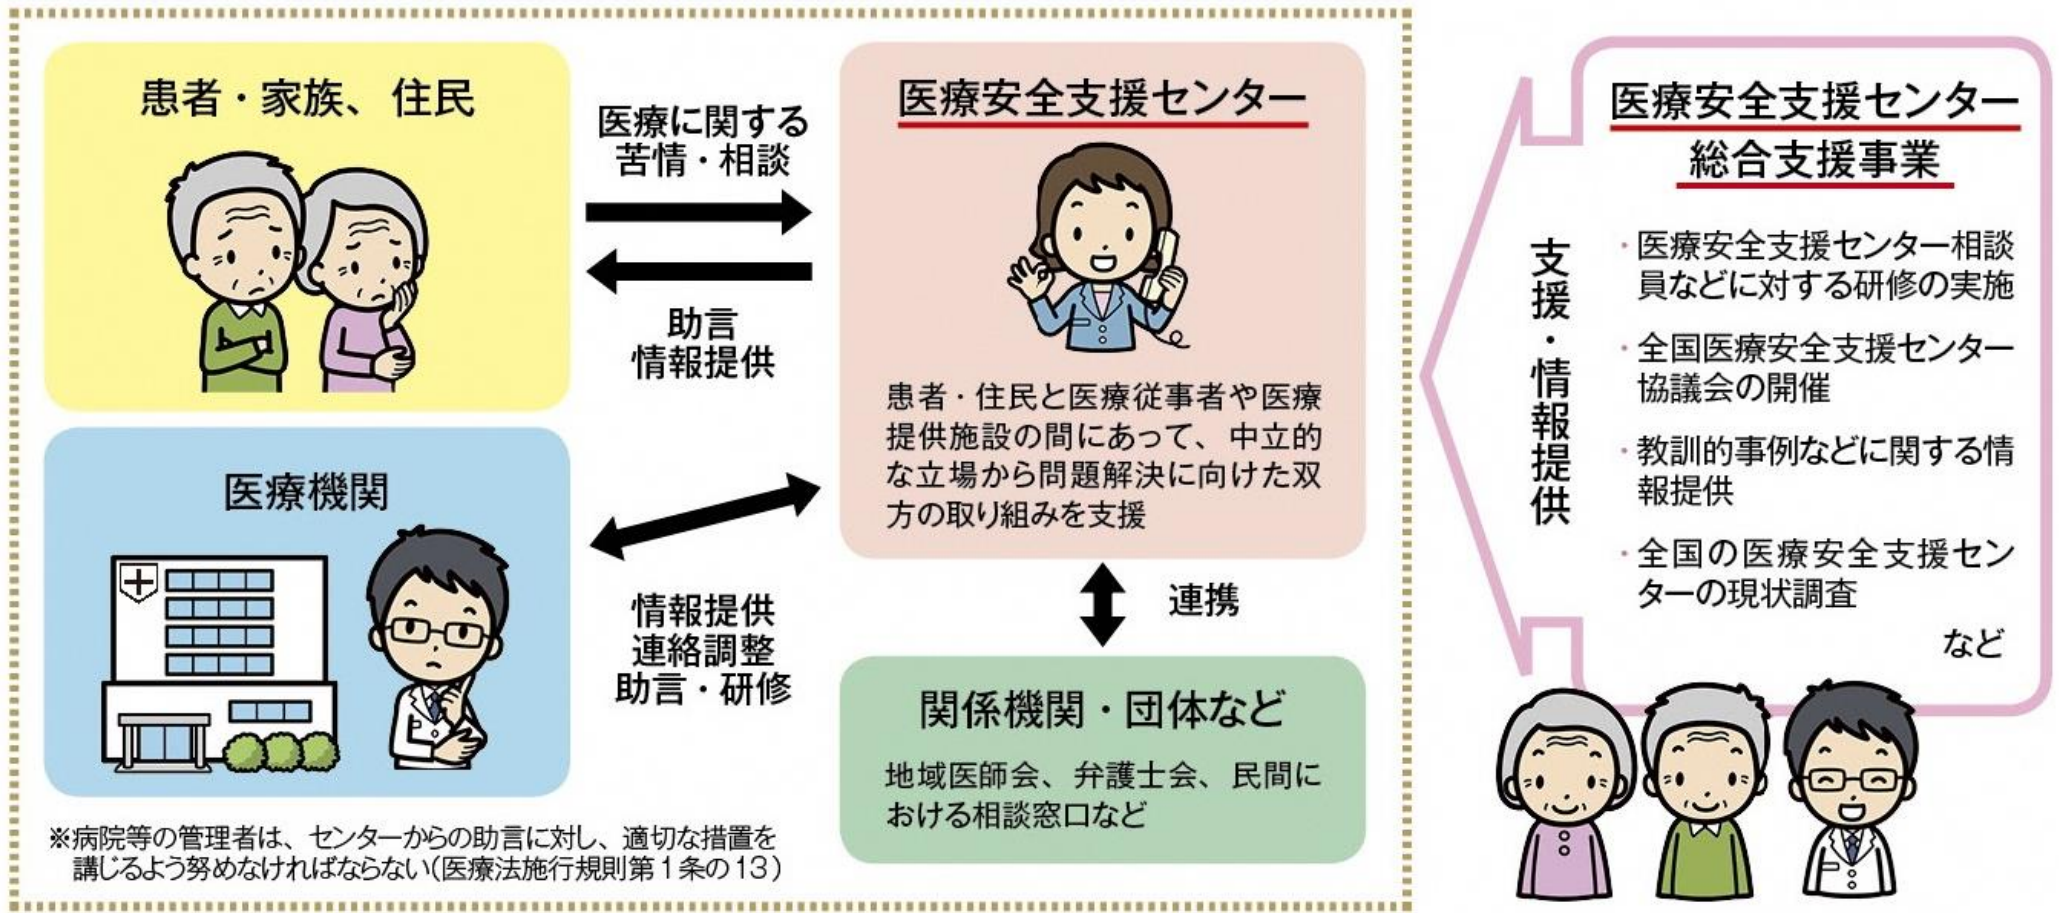 患者・家族、住民
医療に関する
苦情・相談
助言
情報提供
医療安全支援センター
患者・住民と医療従事者や医療
提供施設の間にあって、中立的
な立場から問題解決に向けた双
方の取り組みを支援
医療機関
情報提供
連絡調整
助言・研修
連携
関係機関・団体など
地域医師会、弁護士会、民間に
おける相談窓口など
※病院等の管理者は、センターからの助言に対し、適切な措置を
講じるよう努めなければならない(医療法施行規則第1条の13)
支援・情報提供
医療安全支援センター
総合支援事業
・医療安全支援センター相談
員などに対する研修の実施
・全国医療安全支援センター
協議会の開催
・教訓的事例などに関する情
報提供
・全国の医療安全支援セン
ターの現状調査
など